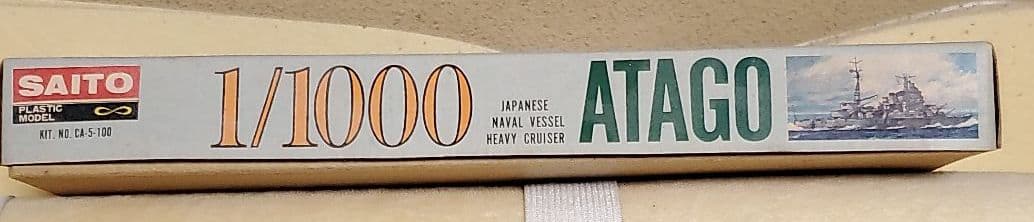 SAITO
PLASTIC
MODEL
KIT. NO. CA-5-100
1/1000
JAPANESE
NAVAL VESSEL
HEAVY CRUISER
ATAGO